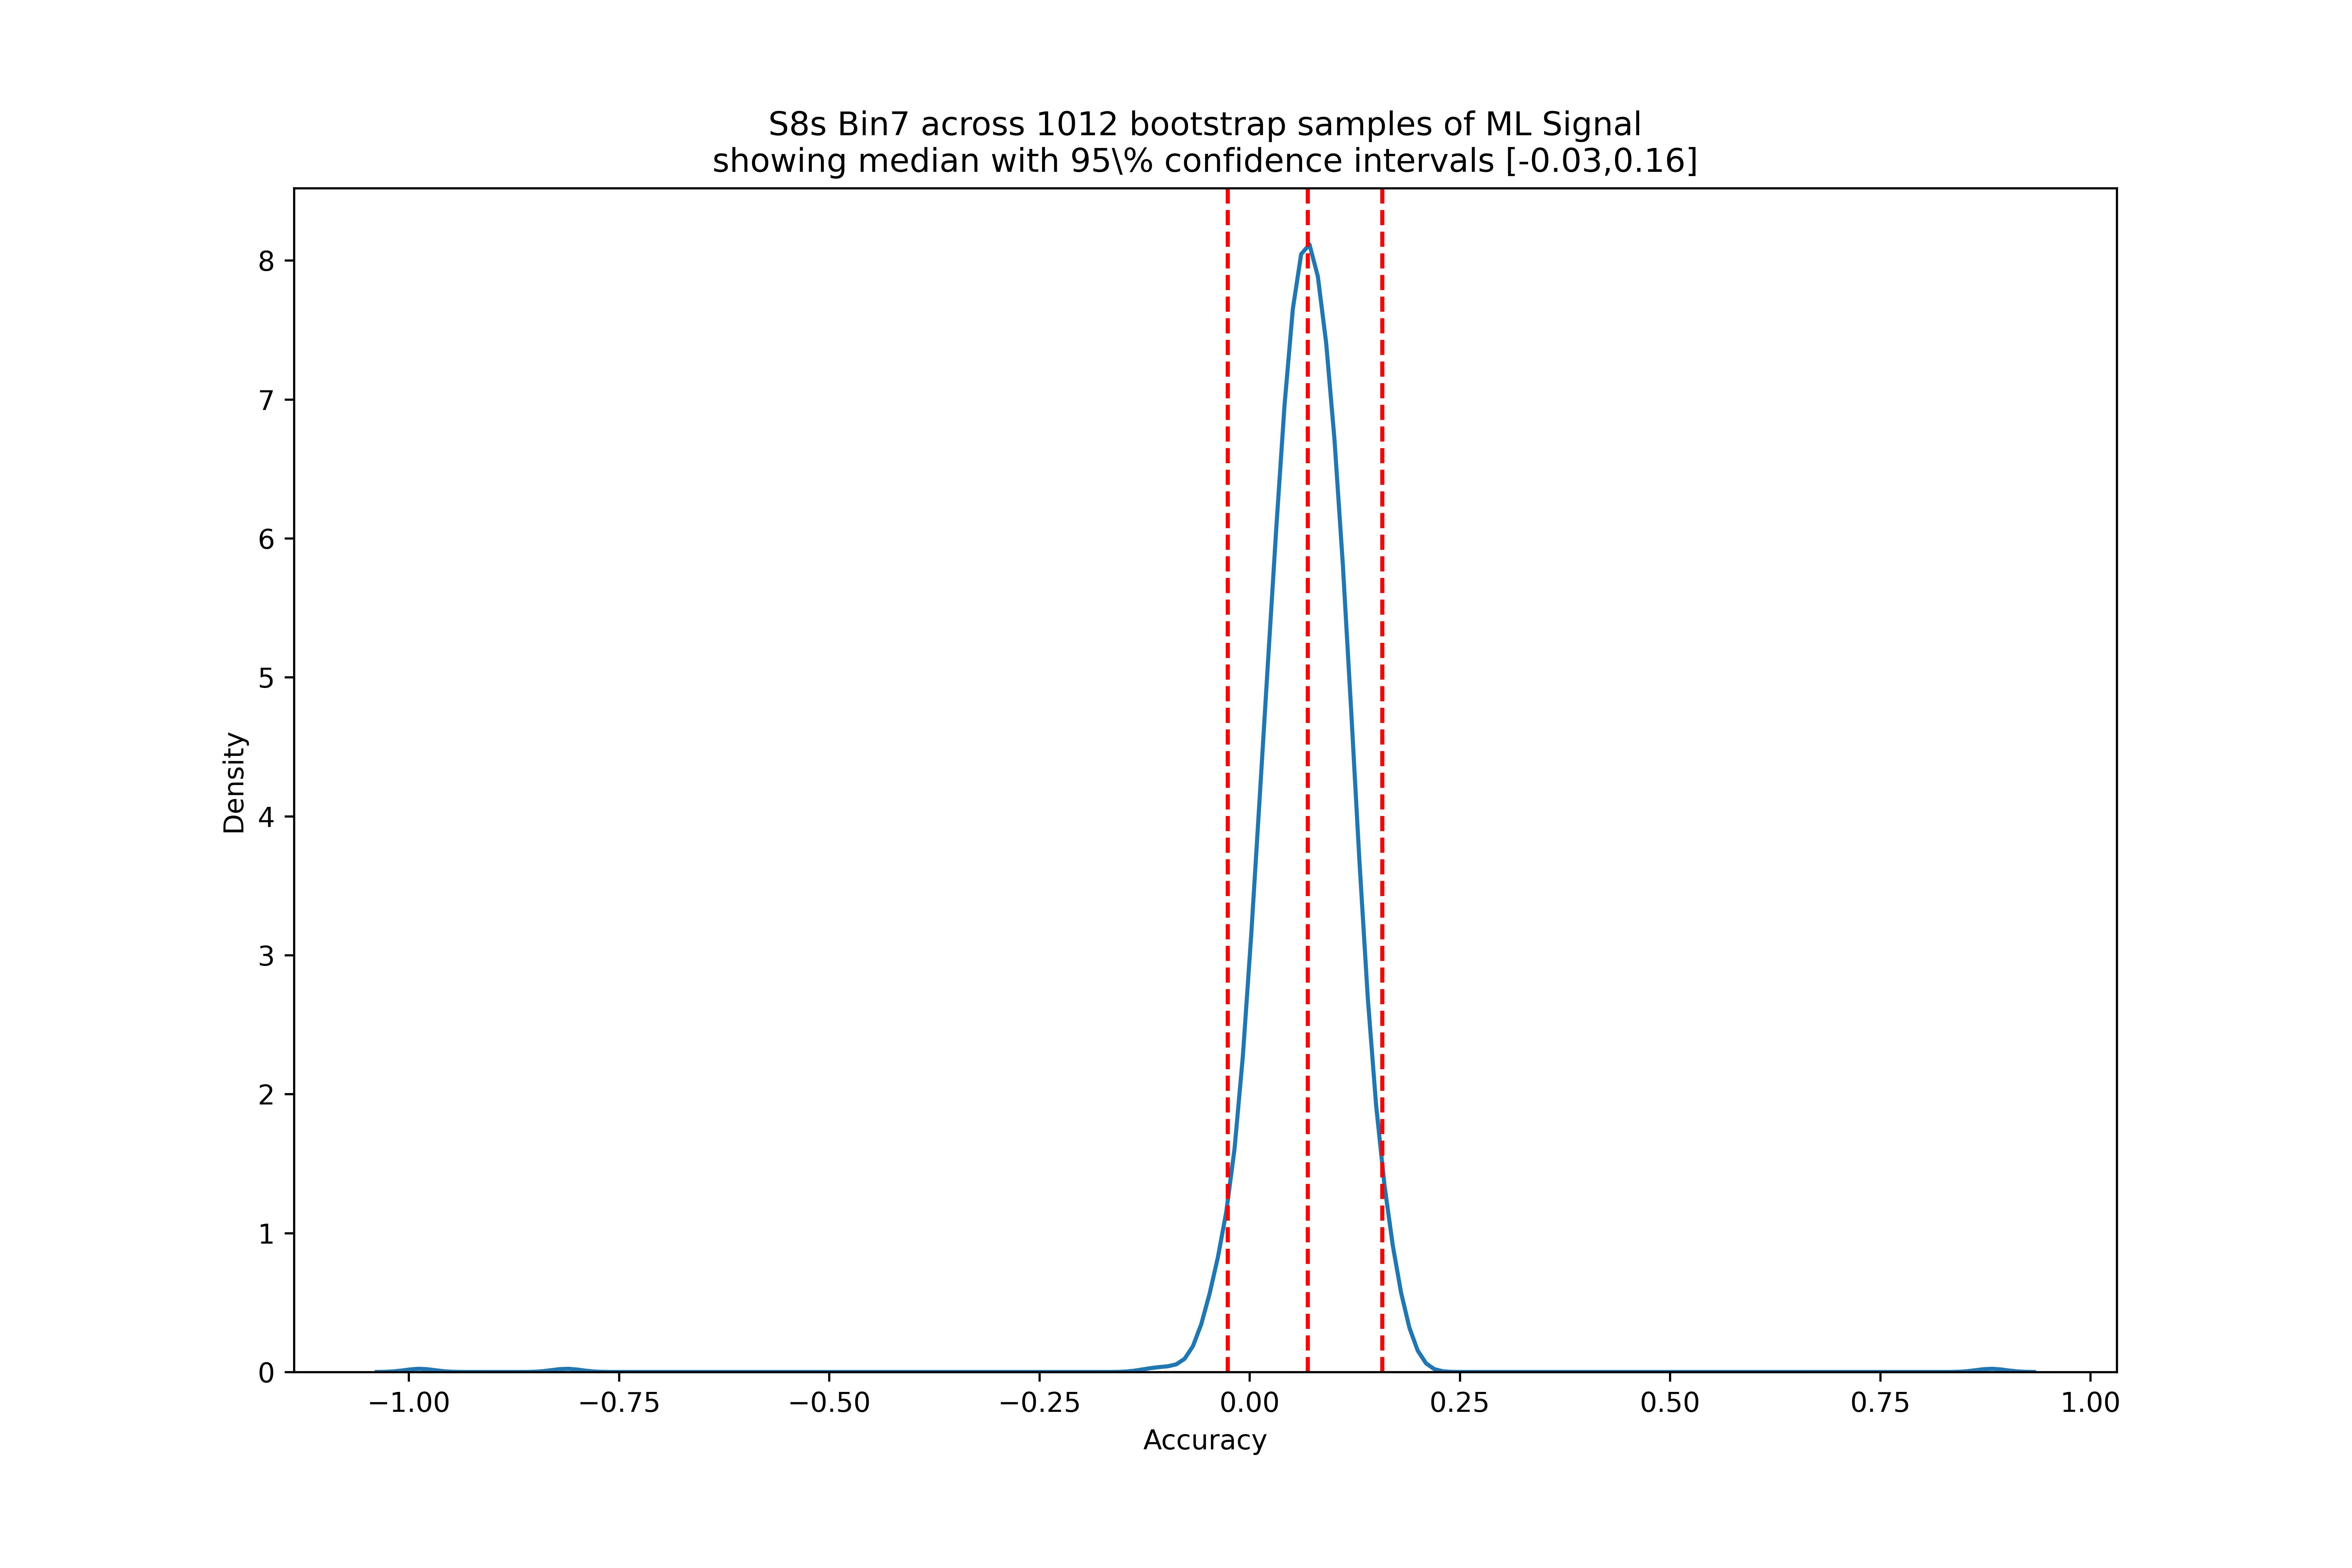 S8s Bin7 across 1012 bootstrap samples of ML Signal
showing median with 95\% confidence intervals [-0.03,0.16]
8
7
6
5
4
3
2
1
0
Density
−1.00 −0.75 −0.50 −0.25 0.00 0.25 0.50 0.75 1.00
Accuracy